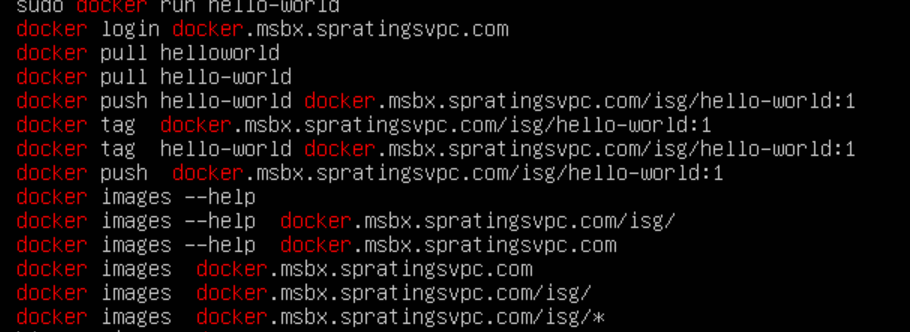 sudo docker run hello-world
docker login docker.msbx.spratingsvpc.com
docker pull helloworld
docker pull hello-world
docker push hello-world docker.msbx.spratingsvpc.com/isg/hello-world:1
docker tag  docker.msbx.spratingsvpc.com/isg/hello-world:1
docker tag  hello-world docker.msbx.spratingsvpc.com/isg/hello-world:1
docker push  docker.msbx.spratingsvpc.com/isg/hello-world:1
docker images --help
docker images --help  docker.msbx.spratingsvpc.com/isg/
docker images --help  docker.msbx.spratingsvpc.com
docker images  docker.msbx.spratingsvpc.com
docker images  docker.msbx.spratingsvpc.com/isg/
docker images  docker.msbx.spratingsvpc.com/isg/*